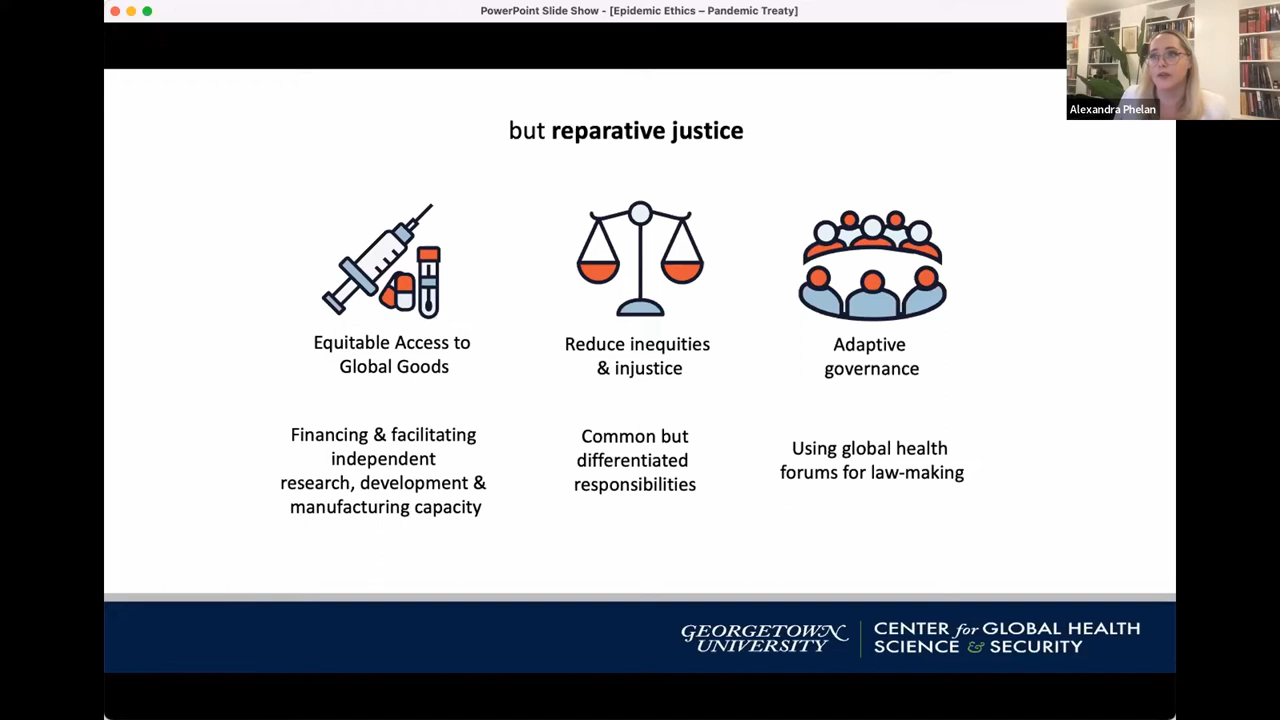 PowerPoint Slide Show - [Epidemic Ethics – Pandemic Treaty]
Alexandra Phelan
but reparative justice
Equitable Access to
Global Goods
Reduce inequities
& injustice
Adaptive
governance
Financing & facilitating
independent
research, development &
manufacturing capacity
Common but
differentiated
responsibilities
Using global health
forums for law-making
GEORGETOWN
UNIVERSITY
CENTER for GLOBAL HEALTH
SCIENCE & SECURITY